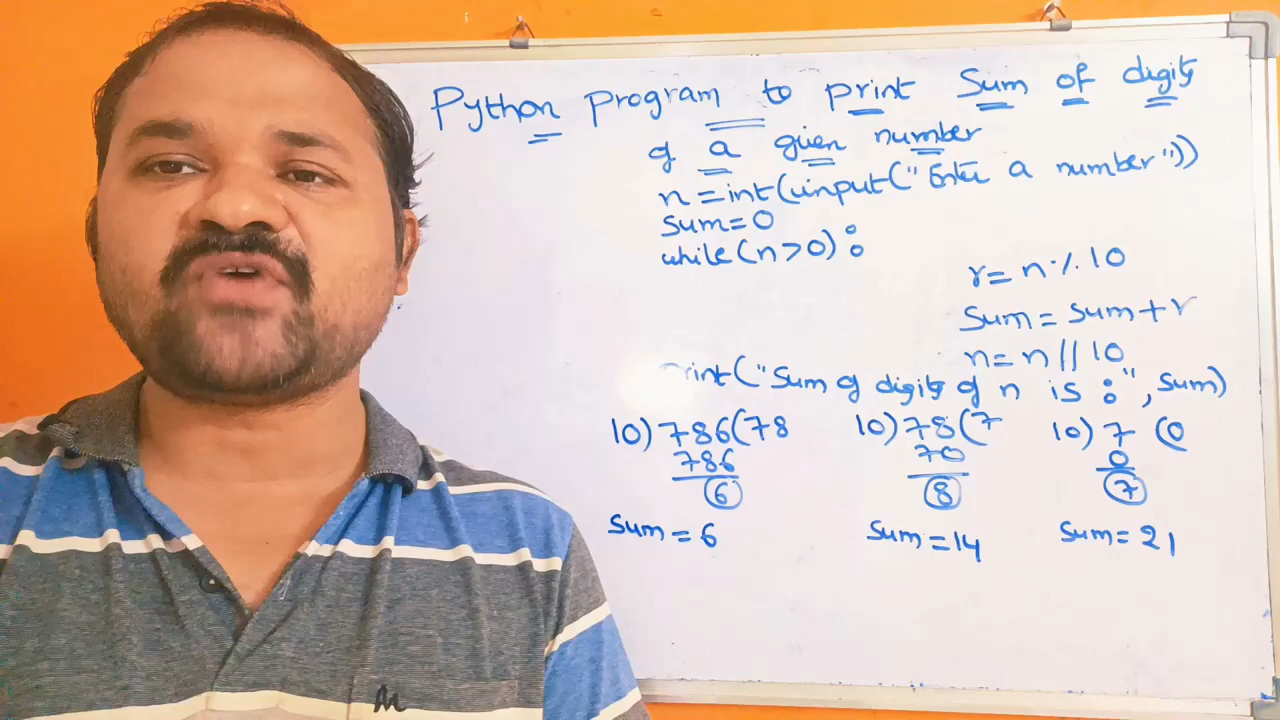 Python program to print Sum of digits
of a given number
n=int(input("Enter a number"))
sum=0
while(n>0):
r=n%10
sum=sum+r
n=n//10
print("Sum of digits of n is:",sum)
10)786(78 10)78(7 10)7(0
786 70 0
6 8 7
sum=6 sum=14 sum=21